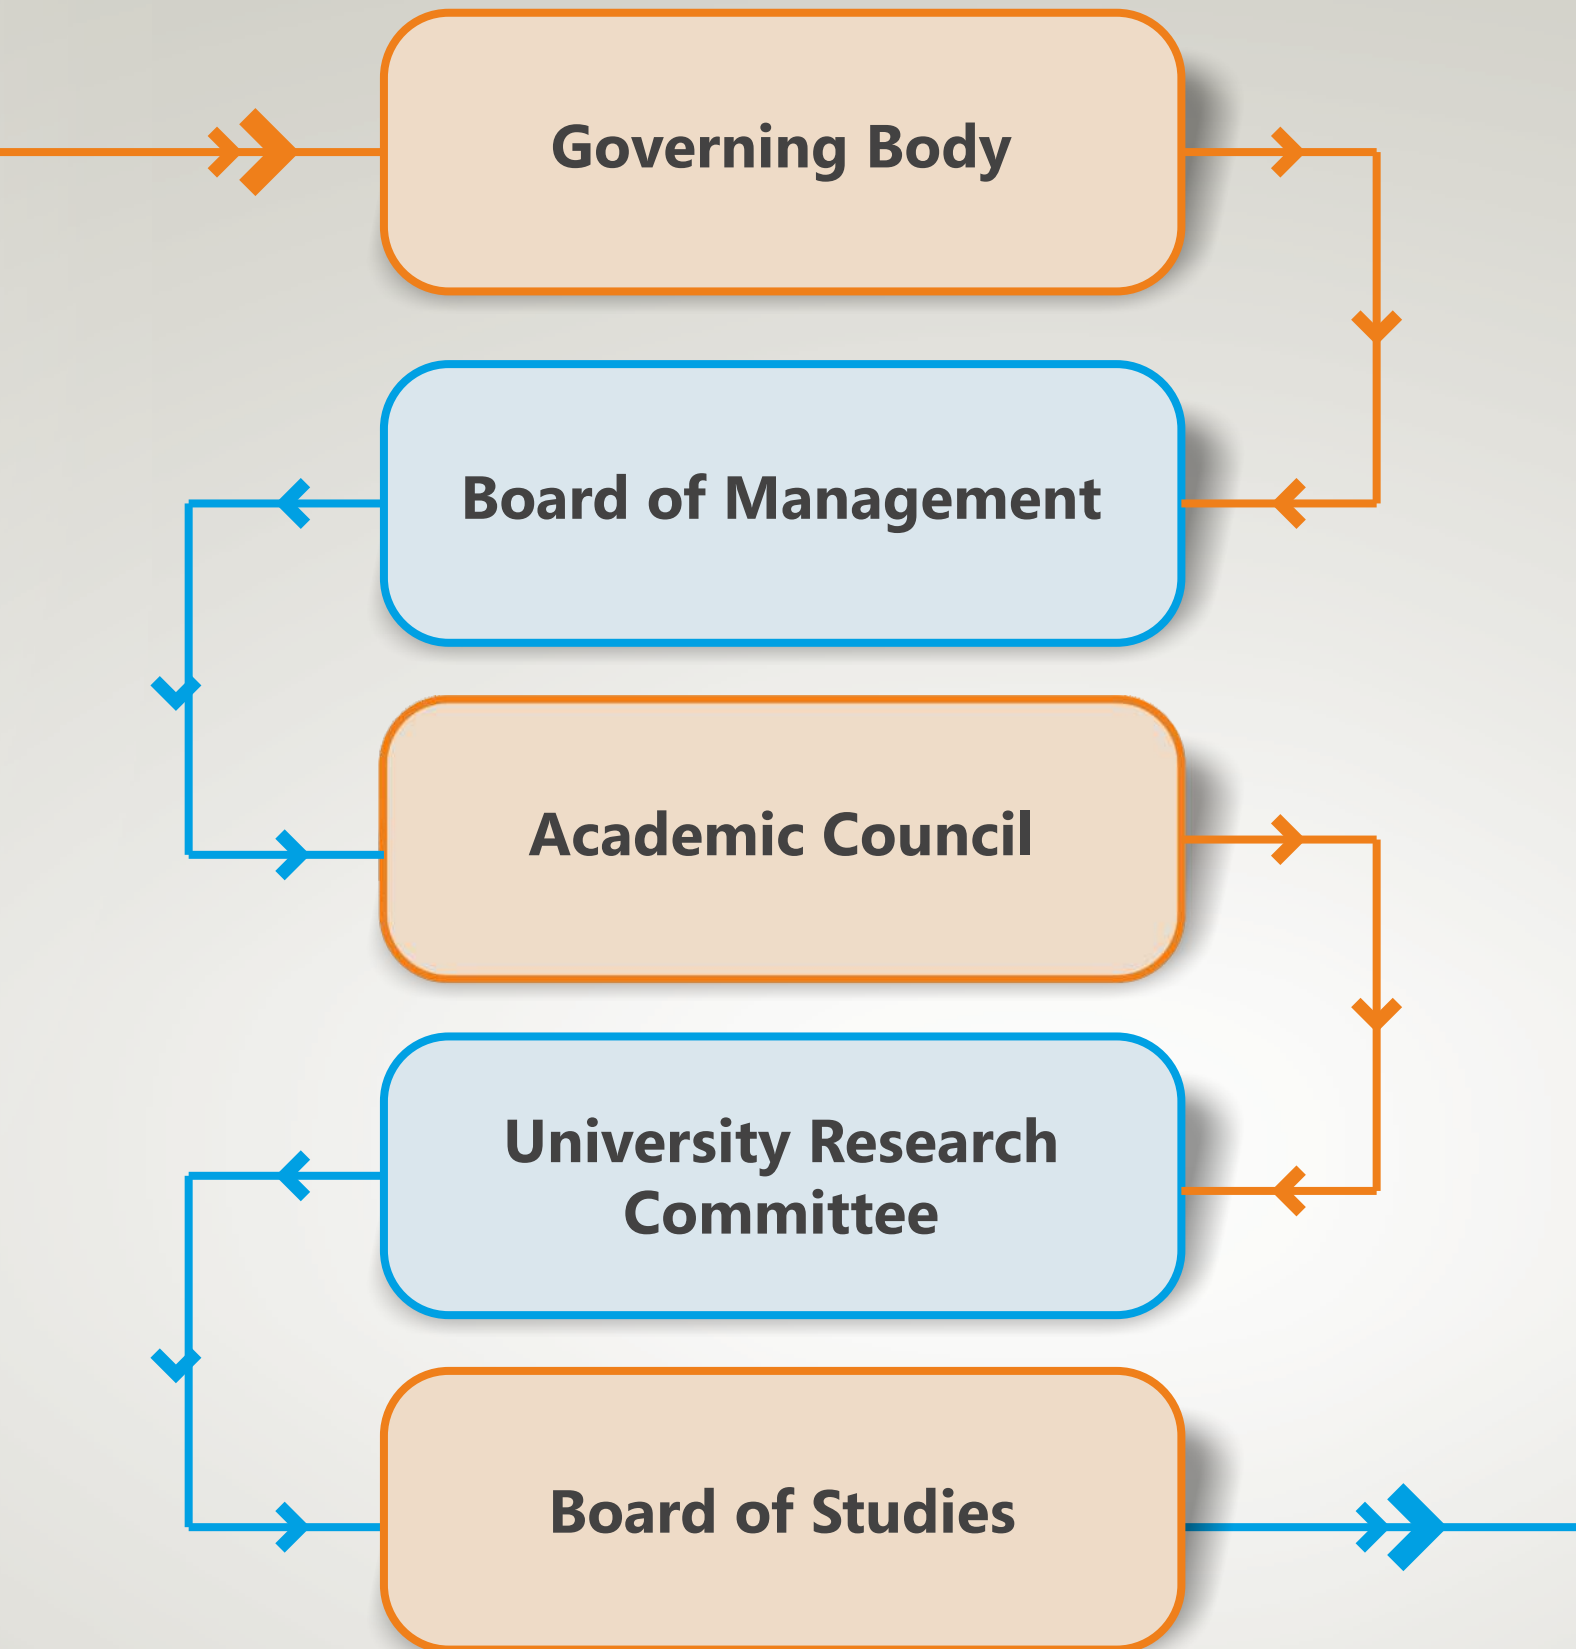 Governing Body
Board of Management
Academic Council
University Research
Committee
Board of Studies